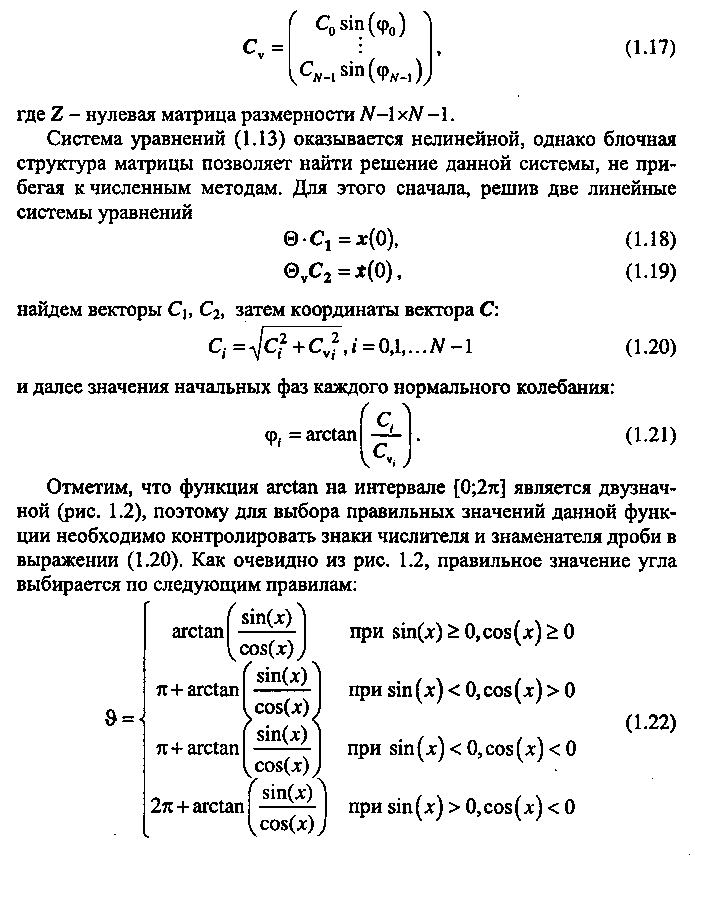 C_v = ( C_0 sin(φ_0) ⋮ C_{N-1} sin(φ_{N-1}) ), (1.17)
где Z – нулевая матрица размерности N–1×N–1.
Система уравнений (1.13) оказывается нелинейной, однако блочная
структура матрицы позволяет найти решение данной системы, не при-
бегая к численным методам. Для этого сначала, решив две линейные
системы уравнений
Θ·C_1 = x(0), (1.18)
Θ_v C_2 = ẋ(0), (1.19)
найдем векторы C_1, C_2, затем координаты вектора C:
C_i = √(C_i^2 + C_{v_i}^2), i = 0,1,...N – 1 (1.20)
и далее значения начальных фаз каждого нормального колебания:
φ_i = arctan( C_i / C_{v_i} ). (1.21)
Отметим, что функция arctan на интервале [0;2π] является двузнач-
ной (рис. 1.2), поэтому для выбора правильных значений данной функ-
ции необходимо контролировать знаки числителя и знаменателя дроби в
выражении (1.20). Как очевидно из рис. 1.2, правильное значение угла
выбирается по следующим правилам:
ϑ = { arctan( sin(x) / cos(x) ) при sin(x) ≥ 0, cos(x) ≥ 0
π + arctan( sin(x) / cos(x) ) при sin(x) < 0, cos(x) > 0
π + arctan( sin(x) / cos(x) ) при sin(x) < 0, cos(x) < 0
2π + arctan( sin(x) / cos(x) ) при sin(x) > 0, cos(x) < 0
(1.22)